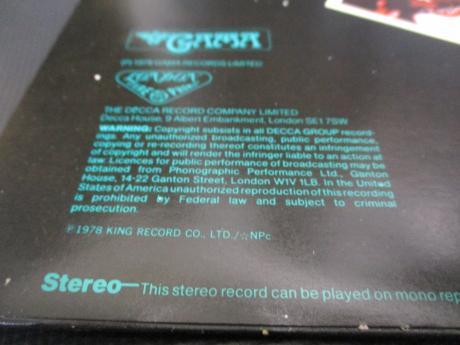 GAMA
℗ 1978 GAMA RECORDS LIMITED
LONDON
THE DECCA RECORD COMPANY LIMITED
Decca House, 9 Albert Embankment, London SE1 7SW
WARNING: Copyright subsists in all DECCA GROUP record-
ings. Any unauthorized broadcasting, public performance,
copying or re-recording thereof constitutes an infringement
of copyright and will render the infringer liable to an action at
law. Licences for public performance of broadcasting may be
obtained from Phonographic Performance Ltd., Ganton
House, 14-22 Ganton Street, London W1V 1LB. In the United
States of America unauthorized reproduction of this recording
is prohibited by Federal law and subject to criminal
prosecution.
℗ 1978 KING RECORD CO., LTD./☆NPc
Stereo—This stereo record can be played on mono rep